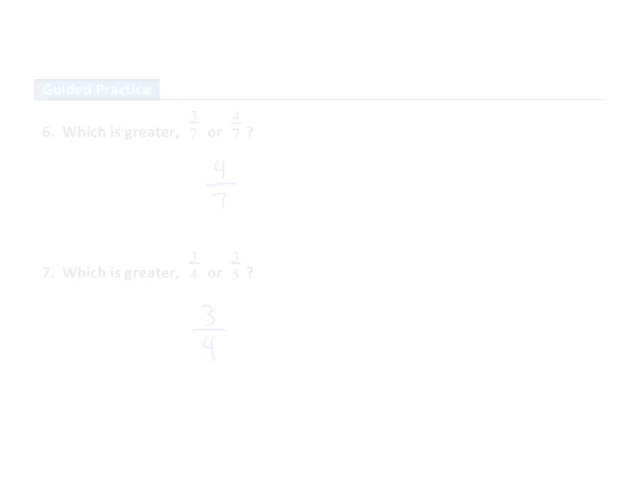 Guided Practice
6. Which is greater, 3/7 or 4/7 ?
4/7
7. Which is greater, 3/4 or 3/5 ?
3/4